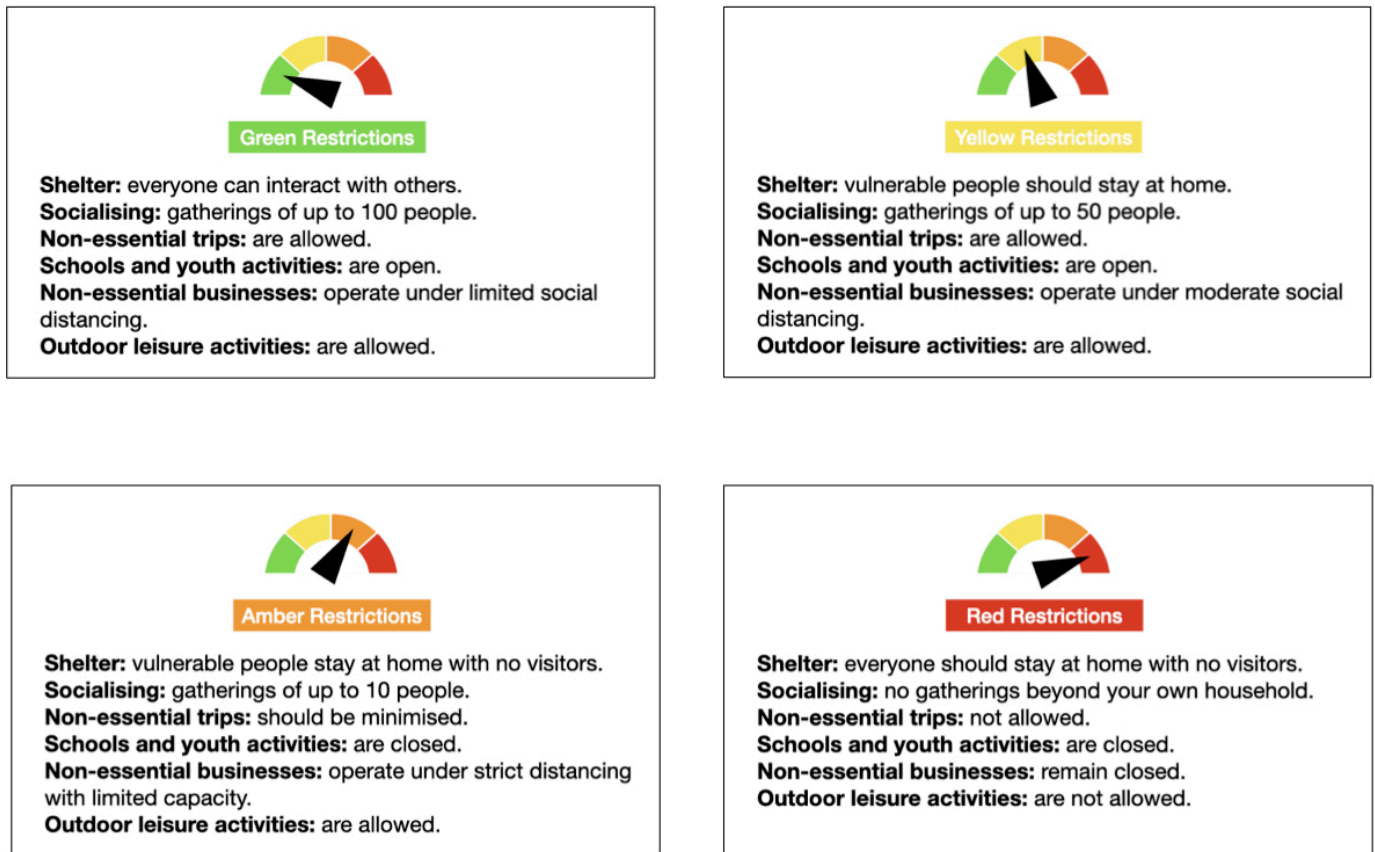 Green Restrictions
Shelter: everyone can interact with others.
Socialising: gatherings of up to 100 people.
Non-essential trips: are allowed.
Schools and youth activities: are open.
Non-essential businesses: operate under limited social
distancing.
Outdoor leisure activities: are allowed.
Yellow Restrictions
Shelter: vulnerable people should stay at home.
Socialising: gatherings of up to 50 people.
Non-essential trips: are allowed.
Schools and youth activities: are open.
Non-essential businesses: operate under moderate social
distancing.
Outdoor leisure activities: are allowed.
Amber Restrictions
Shelter: vulnerable people stay at home with no visitors.
Socialising: gatherings of up to 10 people.
Non-essential trips: should be minimised.
Schools and youth activities: are closed.
Non-essential businesses: operate under strict distancing
with limited capacity.
Outdoor leisure activities: are allowed.
Red Restrictions
Shelter: everyone should stay at home with no visitors.
Socialising: no gatherings beyond your own household.
Non-essential trips: not allowed.
Schools and youth activities: are closed.
Non-essential businesses: remain closed.
Outdoor leisure activities: are not allowed.